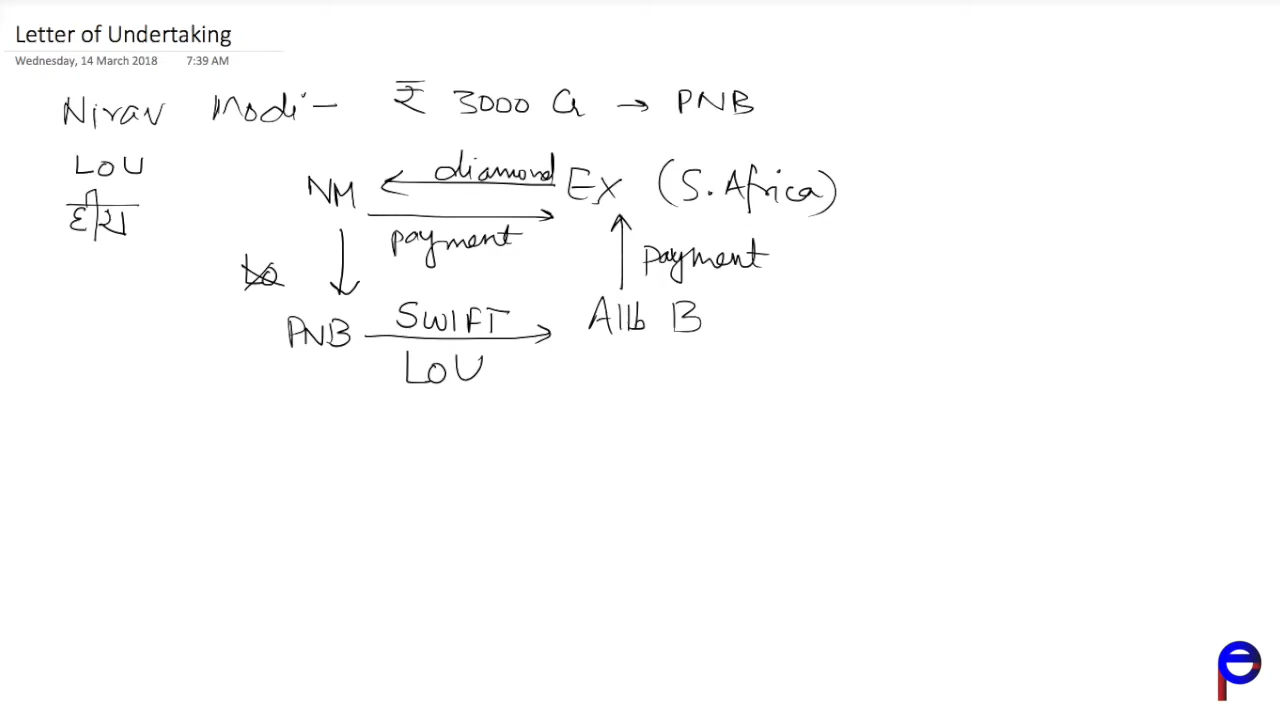 Letter of Undertaking
Wednesday, 14 March 2018 7:39 AM
Nirav Modi - ₹ 3000 Cr → PNB
LOU
हीरा
NM ← diamond Ex (S. Africa)
payment →
payment
PNB SWIFT → Allb B
LOU